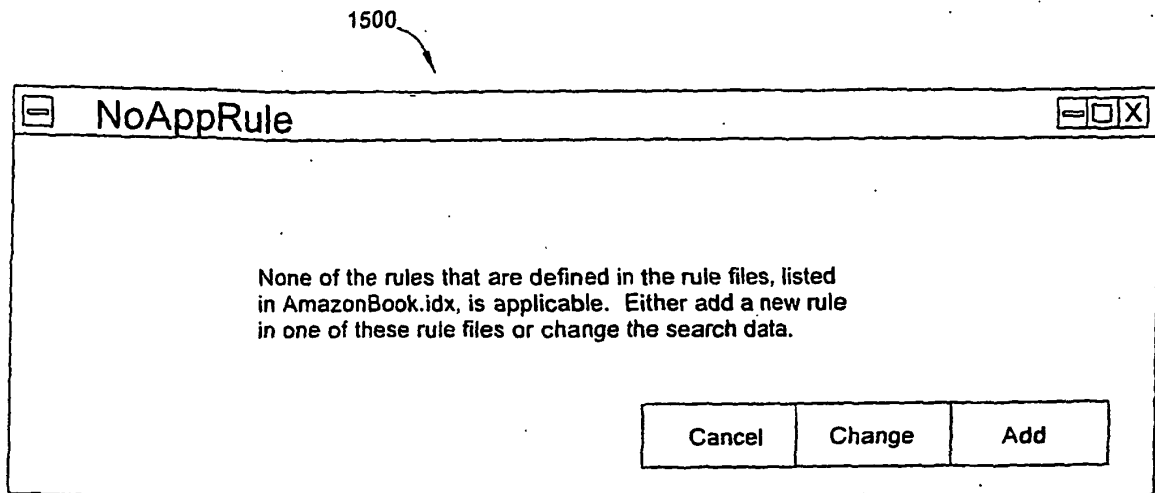 1500
NoAppRule
None of the rules that are defined in the rule files, listed
in AmazonBook.idx, is applicable. Either add a new rule
in one of these rule files or change the search data.
Cancel Change Add